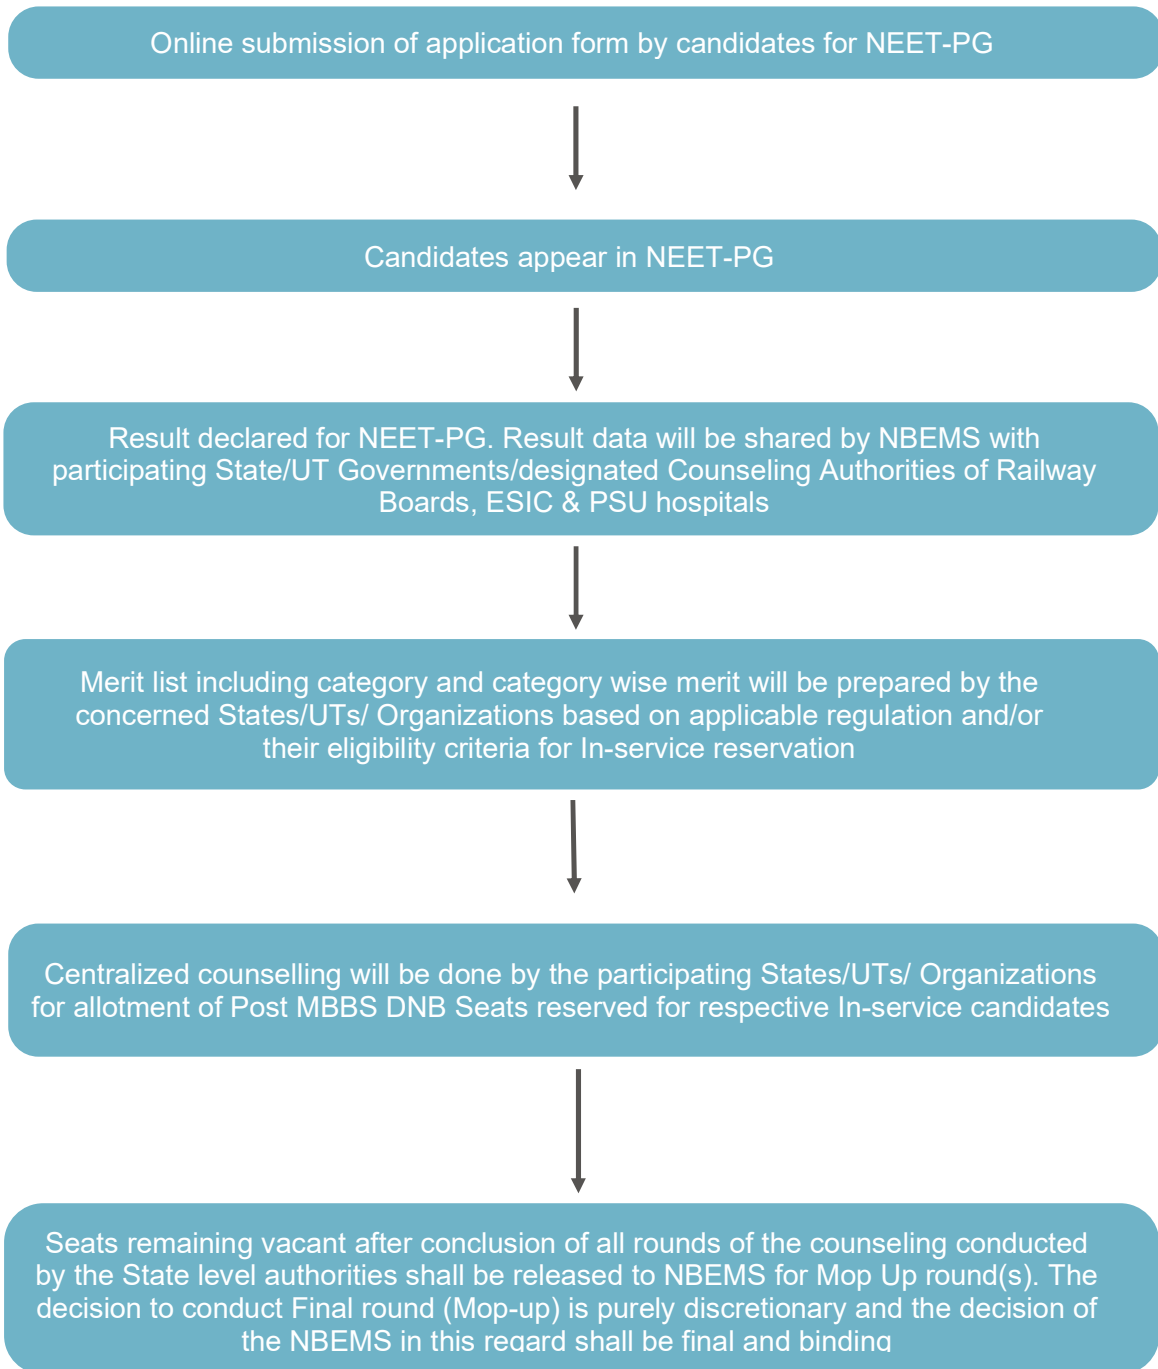 Online submission of application form by candidates for NEET-PG
Candidates appear in NEET-PG
Result declared for NEET-PG. Result data will be shared by NBEMS with
participating State/UT Governments/designated Counseling Authorities of Railway
Boards, ESIC & PSU hospitals
Merit list including category and category wise merit will be prepared by the
concerned States/UTs/ Organizations based on applicable regulation and/or
their eligibility criteria for In-service reservation
Centralized counselling will be done by the participating States/UTs/ Organizations
for allotment of Post MBBS DNB Seats reserved for respective In-service candidates
Seats remaining vacant after conclusion of all rounds of the counseling conducted
by the State level authorities shall be released to NBEMS for Mop Up round(s). The
decision to conduct Final round (Mop-up) is purely discretionary and the decision of
the NBEMS in this regard shall be final and binding